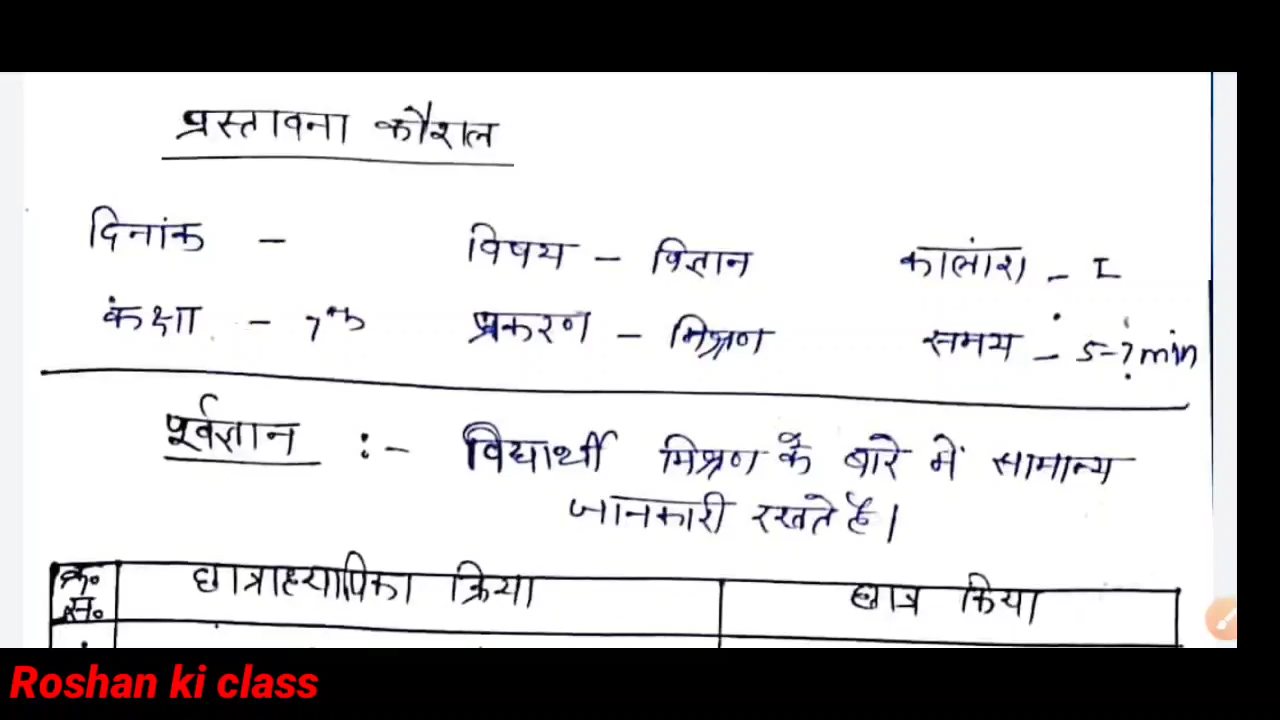 प्रस्तावना कौशल
दिनांक - विषय - विज्ञान कालांश - I
कक्षा - 7th प्रकरण - मिश्रण समय - 5-7 min
पूर्वज्ञान :- विद्यार्थी मिश्रण के बारे में सामान्य
जानकारी रखते है।
क्र. छात्राध्यापिका क्रिया छात्र क्रिया
स.
Roshan ki class